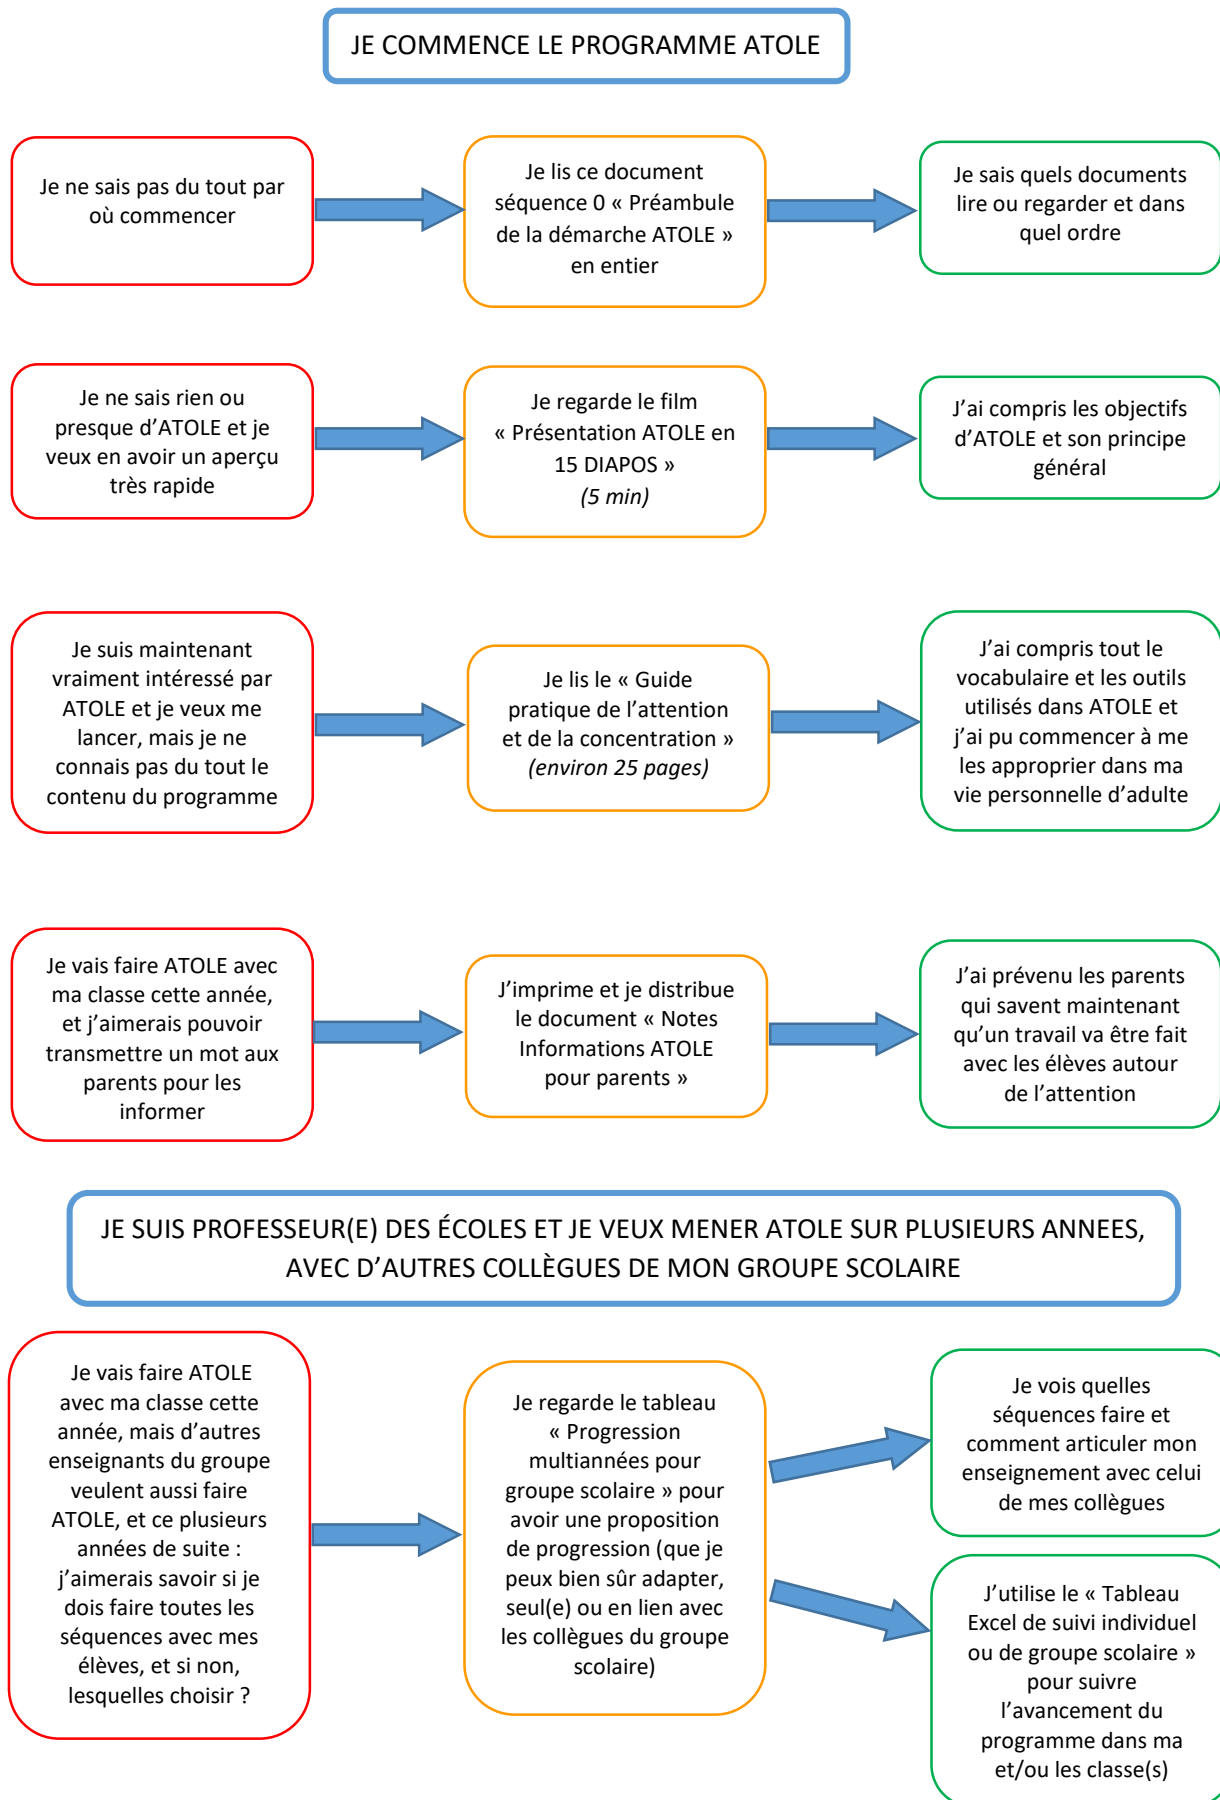 JE COMMENCE LE PROGRAMME ATOLE
Je ne sais pas du tout par
où commencer
Je lis ce document
séquence 0 « Préambule
de la démarche ATOLE »
en entier
Je sais quels documents
lire ou regarder et dans
quel ordre
Je ne sais rien ou
presque d’ATOLE et je
veux en avoir un aperçu
très rapide
Je regarde le film
« Présentation ATOLE en
15 DIAPOS »
(5 min)
J’ai compris les objectifs
d’ATOLE et son principe
général
Je suis maintenant
vraiment intéressé par
ATOLE et je veux me
lancer, mais je ne
connais pas du tout le
contenu du programme
Je lis le « Guide
pratique de l’attention
et de la concentration »
(environ 25 pages)
J’ai compris tout le
vocabulaire et les outils
utilisés dans ATOLE et
j’ai pu commencer à me
les approprier dans ma
vie personnelle d’adulte
Je vais faire ATOLE avec
ma classe cette année,
et j’aimerais pouvoir
transmettre un mot aux
parents pour les
informer
J’imprime et je distribue
le document « Notes
Informations ATOLE
pour parents »
J’ai prévenu les parents
qui savent maintenant
qu’un travail va être fait
avec les élèves autour
de l’attention
JE SUIS PROFESSEUR(E) DES ÉCOLES ET JE VEUX MENER ATOLE SUR PLUSIEURS ANNEES,
AVEC D’AUTRES COLLÈGUES DE MON GROUPE SCOLAIRE
Je vais faire ATOLE
avec ma classe cette
année, mais d’autres
enseignants du groupe
veulent aussi faire
ATOLE, et ce plusieurs
années de suite :
j’aimerais savoir si je
dois faire toutes les
séquences avec mes
élèves, et si non,
lesquelles choisir ?
Je regarde le tableau
« Progression
multiannées pour
groupe scolaire » pour
avoir une proposition
de progression (que je
peux bien sûr adapter,
seul(e) ou en lien avec
les collègues du groupe
scolaire)
Je vois quelles
séquences faire et
comment articuler mon
enseignement avec celui
de mes collègues
J’utilise le « Tableau
Excel de suivi individuel
ou de groupe scolaire »
pour suivre
l’avancement du
programme dans ma
et/ou les classe(s)